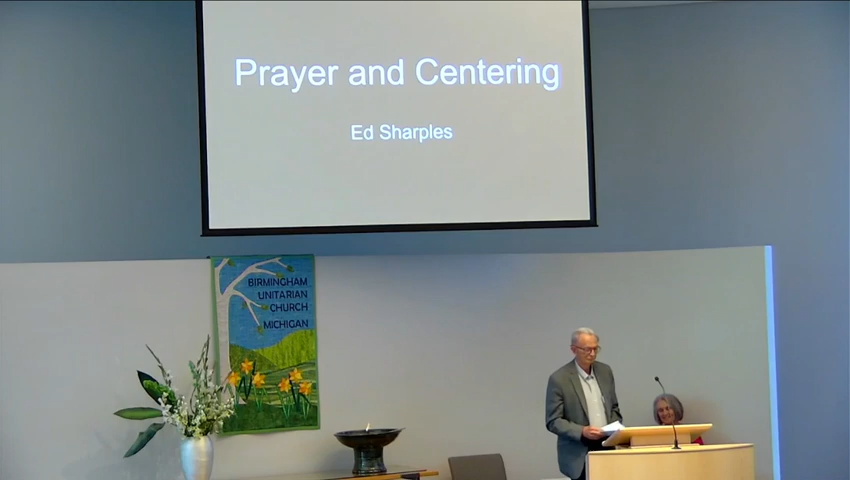 Prayer and Centering
Ed Sharples
BIRMINGHAM
UNITARIAN
CHURCH
MICHIGAN